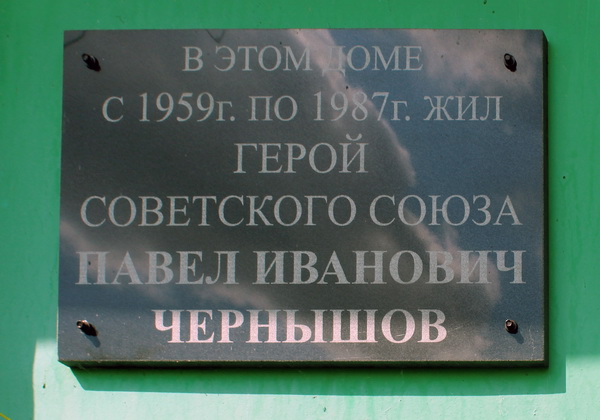 В ЭТОМ ДОМЕ
С 1959г. ПО 1987г. ЖИЛ
ГЕРОЙ
СОВЕТСКОГО СОЮЗА
ПАВЕЛ ИВАНОВИЧ
ЧЕРНЫШОВ